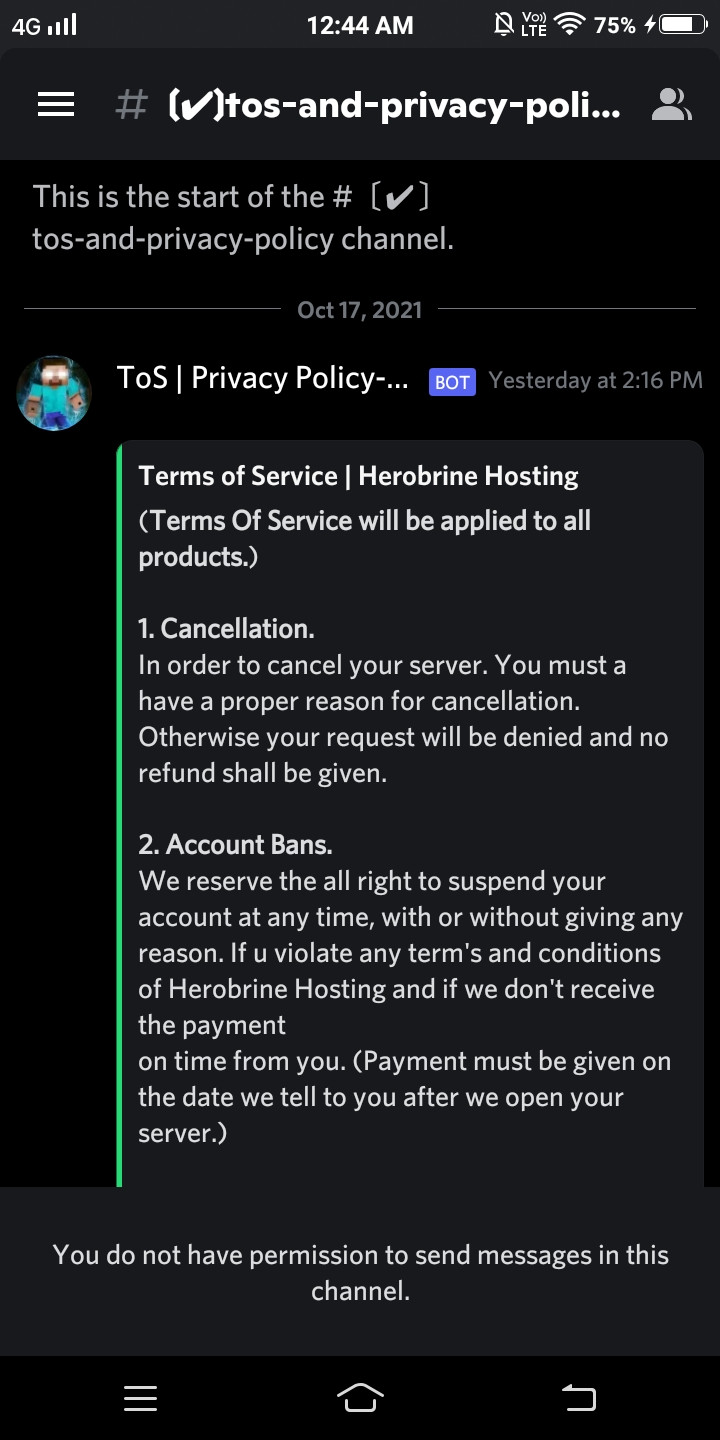 4G 12:44 AM Vo)) LTE 75%
# 〔✔〕tos-and-privacy-poli...
This is the start of the # 〔✔〕
tos-and-privacy-policy channel.
Oct 17, 2021
ToS | Privacy Policy-... BOT Yesterday at 2:16 PM
Terms of Service | Herobrine Hosting
(Terms Of Service will be applied to all
products.)
1. Cancellation.
In order to cancel your server. You must a
have a proper reason for cancellation.
Otherwise your request will be denied and no
refund shall be given.
2. Account Bans.
We reserve the all right to suspend your
account at any time, with or without giving any
reason. If u violate any term's and conditions
of Herobrine Hosting and if we don't receive
the payment
on time from you. (Payment must be given on
the date we tell to you after we open your
server.)
You do not have permission to send messages in this
channel.